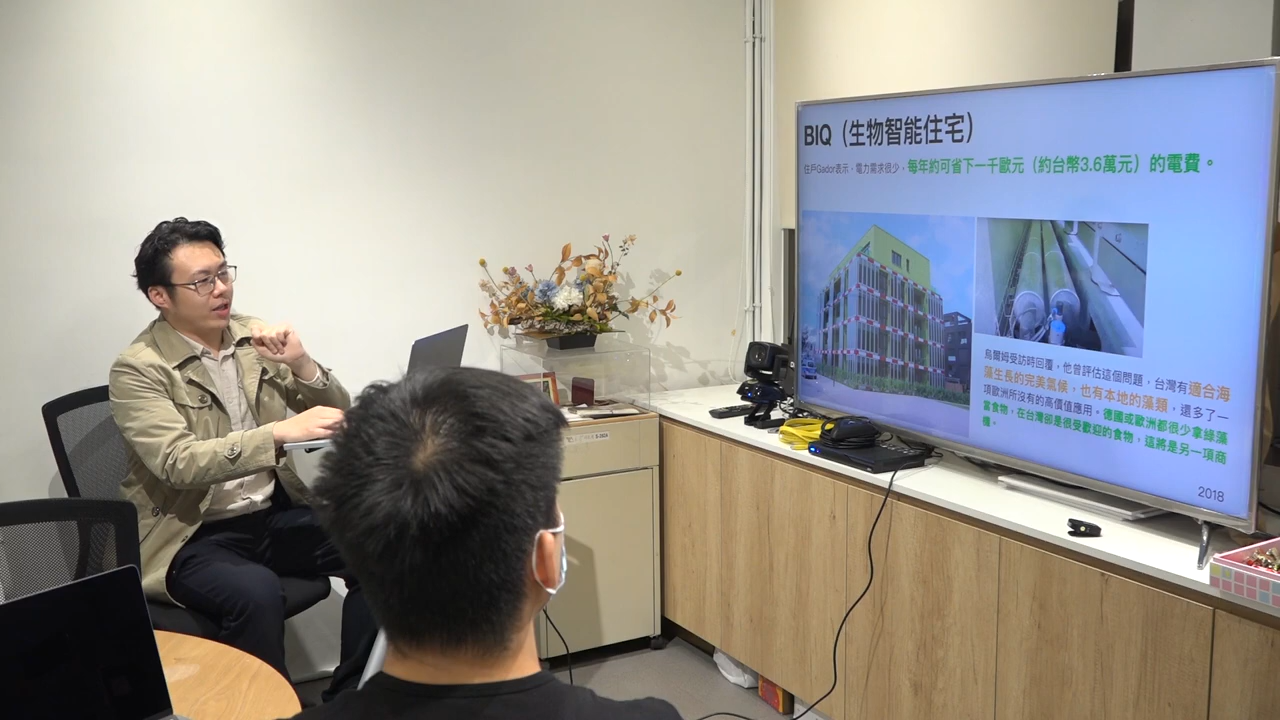 BIQ（生物智能住宅）
住戶Gador表示，電力需求很少，每年約可省下一千歐元（約台幣3.6萬元）的電費。
烏爾姆受訪時回覆，他曾評估這個問題，台灣有適合海
藻生長的完美氣候，也有本地的藻類，還多了一
項歐洲所沒有的高價值應用，德國或歐洲都很少拿綠藻
當食物，在台灣卻是很受歡迎的食物，這將是另一項商
機。
2018